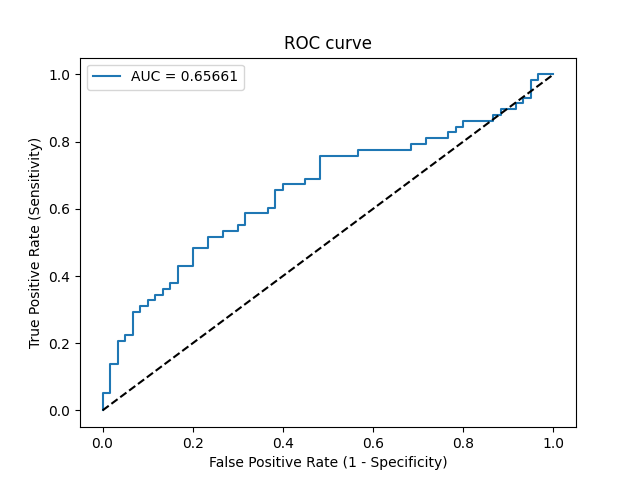 ROC curve
AUC = 0.65661
True Positive Rate (Sensitivity)
1.0
0.8
0.6
0.4
0.2
0.0
0.0 0.2 0.4 0.6 0.8 1.0
False Positive Rate (1 - Specificity)